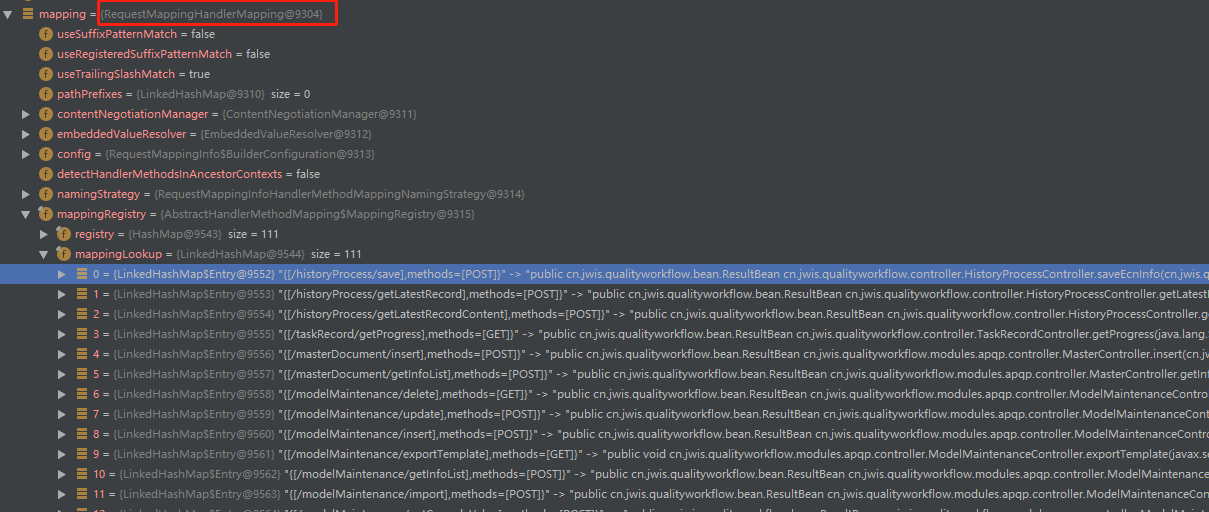 mapping = {RequestMappingHandlerMapping@9304}
useSuffixPatternMatch = false
useRegisteredSuffixPatternMatch = false
useTrailingSlashMatch = true
pathPrefixes = {LinkedHashMap@9310} size = 0
contentNegotiationManager = {ContentNegotiationManager@9311}
embeddedValueResolver = {EmbeddedValueResolver@9312}
config = {RequestMappingInfo$BuilderConfiguration@9313}
detectHandlerMethodsInAncestorContexts = false
namingStrategy = {RequestMappingInfoHandlerMethodMappingNamingStrategy@9314}
mappingRegistry = {AbstractHandlerMethodMapping$MappingRegistry@9315}
registry = {HashMap@9543} size = 111
mappingLookup = {LinkedHashMap@9544} size = 111
0 = {LinkedHashMap$Entry@9552} "{[/historyProcess/save],methods=[POST]}" -> "public cn.jwis.qualityworkflow.bean.ResultBean cn.jwis.qualityworkflow.controller.HistoryProcessController.saveEcnInfo(cn.jwis.q
1 = {LinkedHashMap$Entry@9553} "{[/historyProcess/getLatestRecord],methods=[POST]}" -> "public cn.jwis.qualityworkflow.bean.ResultBean cn.jwis.qualityworkflow.controller.HistoryProcessController.getLatestR
2 = {LinkedHashMap$Entry@9554} "{[/historyProcess/getLatestRecordContent],methods=[POST]}" -> "public cn.jwis.qualityworkflow.bean.ResultBean cn.jwis.qualityworkflow.controller.HistoryProcessController.ge
3 = {LinkedHashMap$Entry@9555} "{[/taskRecord/getProgress],methods=[GET]}" -> "public cn.jwis.qualityworkflow.bean.ResultBean cn.jwis.qualityworkflow.controller.TaskRecordController.getProgress(java.lang.
4 = {LinkedHashMap$Entry@9556} "{[/masterDocument/insert],methods=[POST]}" -> "public cn.jwis.qualityworkflow.bean.ResultBean cn.jwis.qualityworkflow.modules.apqp.controller.MasterController.insert(cn.j
5 = {LinkedHashMap$Entry@9557} "{[/masterDocument/getInfoList],methods=[POST]}" -> "public cn.jwis.qualityworkflow.bean.ResultBean cn.jwis.qualityworkflow.modules.apqp.controller.MasterController.getInf
6 = {LinkedHashMap$Entry@9558} "{[/modelMaintenance/delete],methods=[GET]}" -> "public cn.jwis.qualityworkflow.bean.ResultBean cn.jwis.qualityworkflow.modules.apqp.controller.ModelMaintenanceContro
7 = {LinkedHashMap$Entry@9559} "{[/modelMaintenance/update],methods=[POST]}" -> "public cn.jwis.qualityworkflow.bean.ResultBean cn.jwis.qualityworkflow.modules.apqp.controller.ModelMaintenanceCont
8 = {LinkedHashMap$Entry@9560} "{[/modelMaintenance/insert],methods=[POST]}" -> "public cn.jwis.qualityworkflow.bean.ResultBean cn.jwis.qualityworkflow.modules.apqp.controller.ModelMaintenanceContr
9 = {LinkedHashMap$Entry@9561} "{[/modelMaintenance/exportTemplate],methods=[GET]}" -> "public void cn.jwis.qualityworkflow.modules.apqp.controller.ModelMaintenanceController.exportTemplate(javax.se
10 = {LinkedHashMap$Entry@9562} "{[/modelMaintenance/getInfoList],methods=[POST]}" -> "public cn.jwis.qualityworkflow.bean.ResultBean cn.jwis.qualityworkflow.modules.apqp.controller.ModelMaintenanceC
11 = {LinkedHashMap$Entry@9563} "{[/modelMaintenance/import],methods=[POST]}" -> "public cn.jwis.qualityworkflow.bean.ResultBean cn.jwis.qualityworkflow.modules.apqp.controller.ModelMaintenanceCont